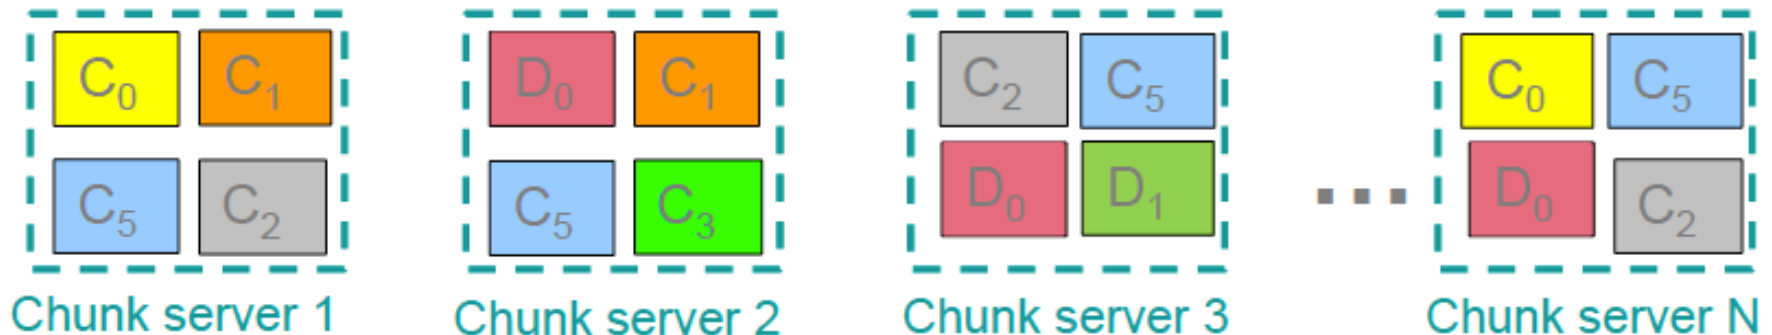 C0 C1 D0 C1 C2 C5 C0 C5
C5 C2 C5 C3 D0 D1 ... D0 C2
Chunk server 1 Chunk server 2 Chunk server 3 Chunk server N